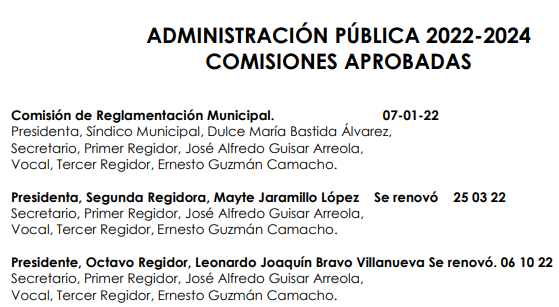 ADMINISTRACIÓN PÚBLICA 2022-2024
COMISIONES APROBADAS
Comisión de Reglamentación Municipal. 07-01-22
Presidenta, Síndico Municipal, Dulce María Bastida Álvarez,
Secretario, Primer Regidor, José Alfredo Guisar Arreola,
Vocal, Tercer Regidor, Ernesto Guzmán Camacho.
Presidenta, Segunda Regidora, Mayte Jaramillo López Se renovó 25 03 22
Secretario, Primer Regidor, José Alfredo Guisar Arreola,
Vocal, Tercer Regidor, Ernesto Guzmán Camacho.
Presidente, Octavo Regidor, Leonardo Joaquín Bravo Villanueva Se renovó. 06 10 22
Secretario, Primer Regidor, José Alfredo Guisar Arreola,
Vocal, Tercer Regidor, Ernesto Guzmán Camacho.